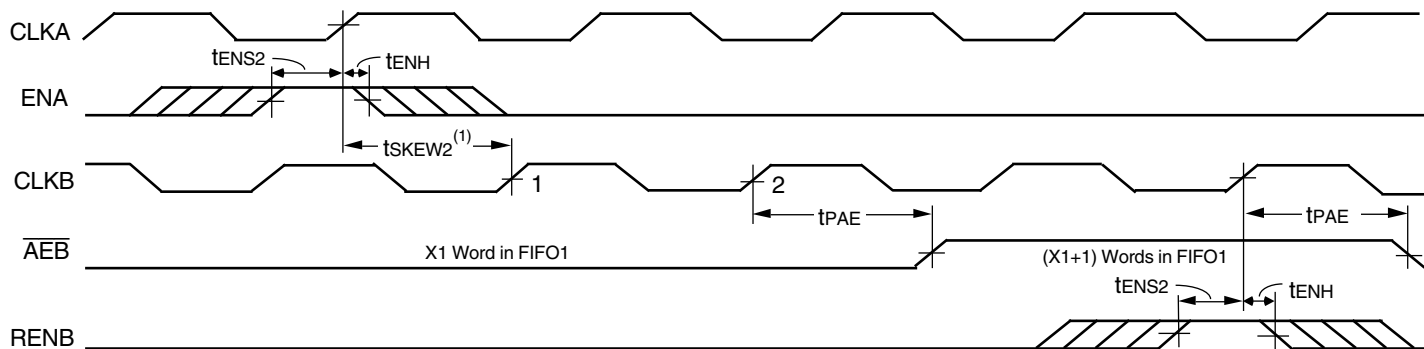 CLKA
tENS2
tENH
ENA
tSKEW2(1)
CLKB
1
2
tPAE
tPAE
AEB
X1 Word in FIFO1
(X1+1) Words in FIFO1
tENS2
tENH
RENB